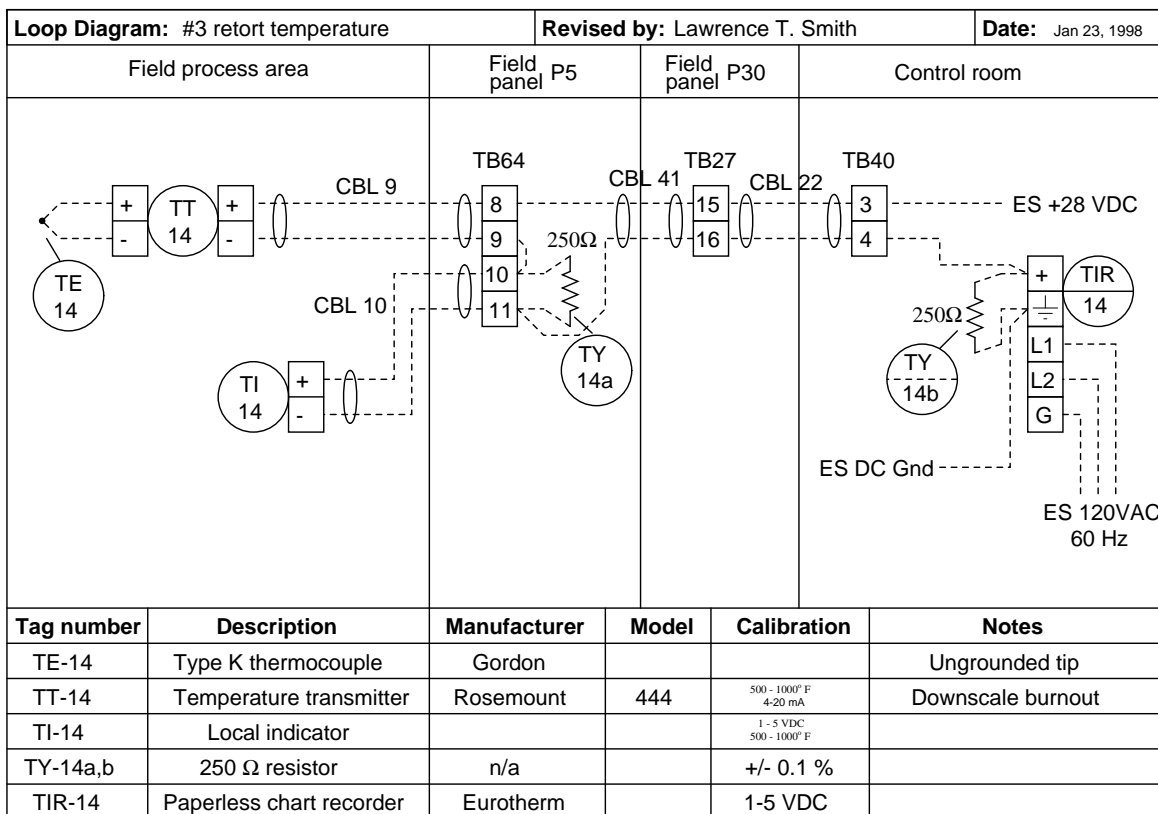 Loop Diagram: #3 retort temperature
Revised by: Lawrence T. Smith
Date: Jan 23, 1998
Field process area
Field panel P5
Field panel P30
Control room
TB64
TB27
TB40
CBL 9
CBL 41
CBL 22
+
-
TT
14
+
-
8
9
10
11
15
16
3
4
ES +28 VDC
TE
14
CBL 10
250Ω
TY
14a
TI
14
+
-
250Ω
TY
14b
+
L1
L2
G
TIR
14
ES DC Gnd
ES 120VAC
60 Hz
Tag number Description Manufacturer Model Calibration Notes
TE-14 Type K thermocouple Gordon Ungrounded tip
TT-14 Temperature transmitter Rosemount 444 500 - 1000° F 4-20 mA Downscale burnout
TI-14 Local indicator 1 - 5 VDC 500 - 1000° F
TY-14a,b 250 Ω resistor n/a +/- 0.1 %
TIR-14 Paperless chart recorder Eurotherm 1-5 VDC